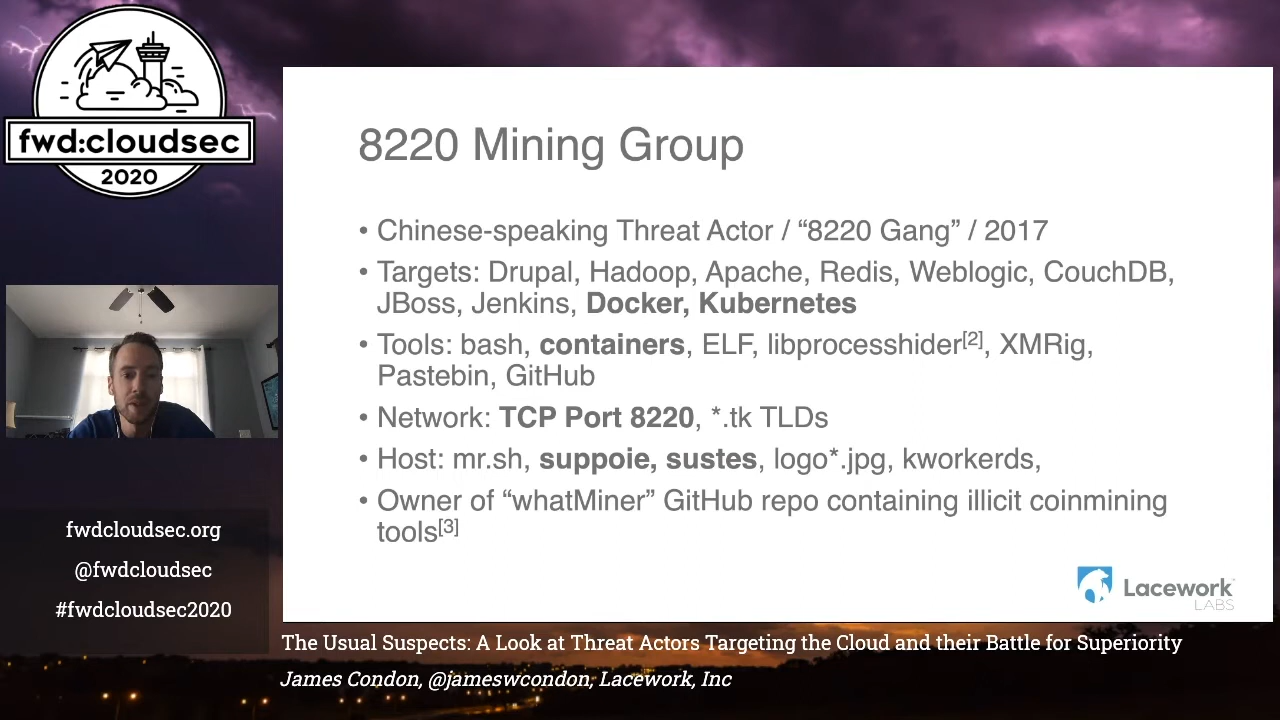 fwd:cloudsec
2020
8220 Mining Group
• Chinese-speaking Threat Actor / “8220 Gang” / 2017
• Targets: Drupal, Hadoop, Apache, Redis, Weblogic, CouchDB,
JBoss, Jenkins, Docker, Kubernetes
• Tools: bash, containers, ELF, libprocesshider[2], XMRig,
Pastebin, GitHub
• Network: TCP Port 8220, *.tk TLDs
• Host: mr.sh, suppoie, sustes, logo*.jpg, kworkerds,
• Owner of “whatMiner” GitHub repo containing illicit coinmining
tools[3]
Lacework
LABS
fwdcloudsec.org
@fwdcloudsec
#fwdcloudsec2020
The Usual Suspects: A Look at Threat Actors Targeting the Cloud and their Battle for Superiority
James Condon, @jameswcondon, Lacework, Inc